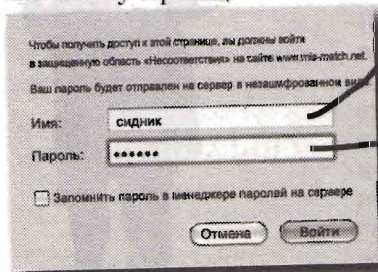 Чтобы получить доступ к этой странице, вы должны войти
в защищенную область «Несоответствия» на сайте www.mis-match.net.
Ваш пароль будет отправлен на сервер в незашифрованном виде.
Имя: сидник
Пароль: ••••••
Запомнить пароль в менеджере паролей на сервере
Отмена Войти